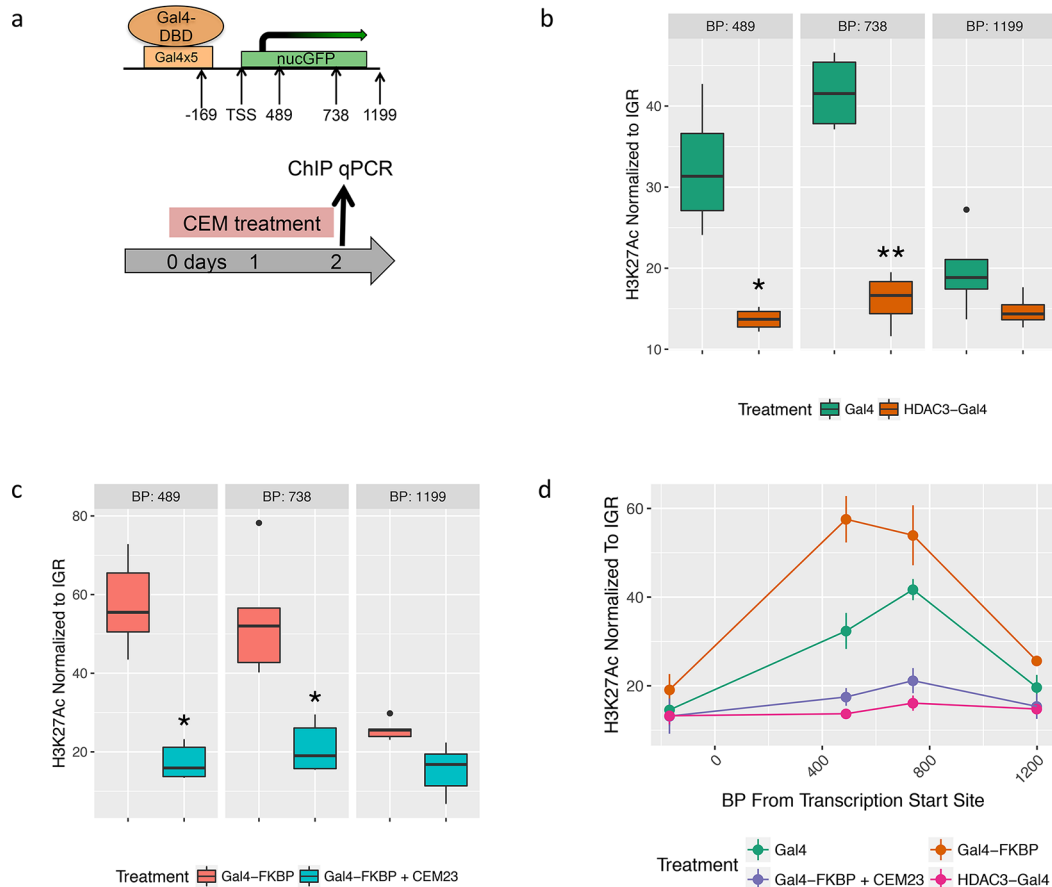 a
Gal4-
DBD
Gal4x5
nucGFP
-169 TSS 489 738 1199
ChIP qPCR
CEM treatment
0 days 1 2
b
BP: 489 BP: 738 BP: 1199
H3K27Ac Normalized to IGR
40
30
20
10
*
**
Treatment Gal4 HDAC3−Gal4
c
BP: 489 BP: 738 BP: 1199
H3K27Ac Normalized to IGR
80
60
40
20
*
*
Treatment Gal4−FKBP Gal4−FKBP + CEM23
d
H3K27Ac Normalized To IGR
60
40
20
0 400 800 1200
BP From Transcription Start Site
Treatment
Gal4 Gal4−FKBP
Gal4−FKBP + CEM23 HDAC3−Gal4